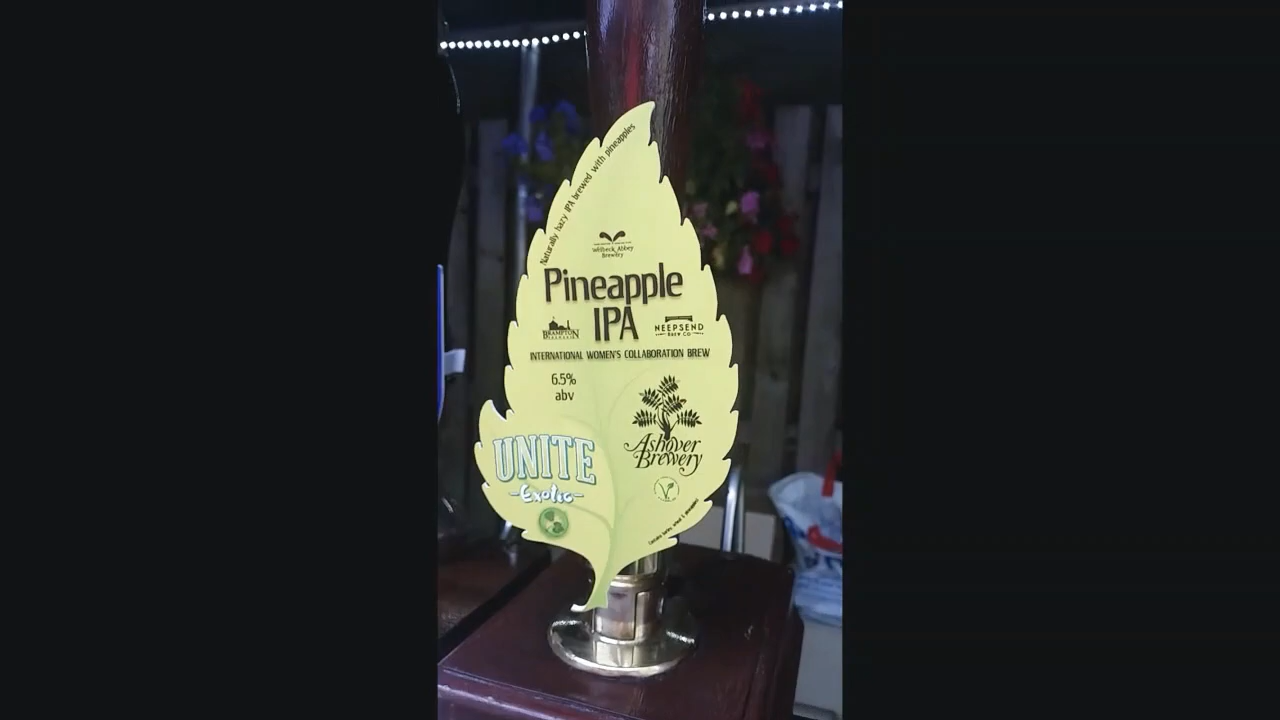 Naturally hazy IPA brewed with pineapples
Welbeck Abbey
Brewery
Pineapple
IPA
BRAMPTON
NEEPSEND
BREW CO
INTERNATIONAL WOMEN'S COLLABORATION BREW
6.5%
abv
UNITE
-Exotic-
Ashover
Brewery